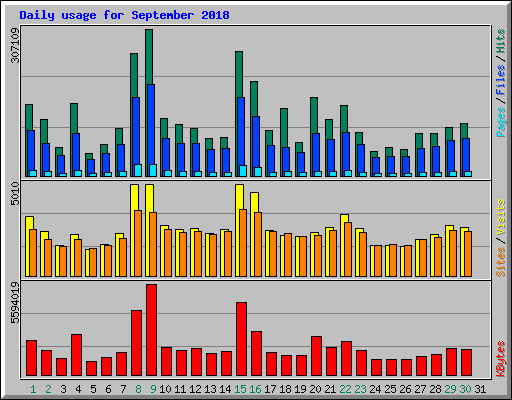 Daily usage for September 2018
307109
Pages / Files / Hits
5040
Sites / Visits
5594019
KBytes
1 2 3 4 5 6 7 8 9 10 11 12 13 14 15 16 17 18 19 20 21 22 23 24 25 26 27 28 29 30 31